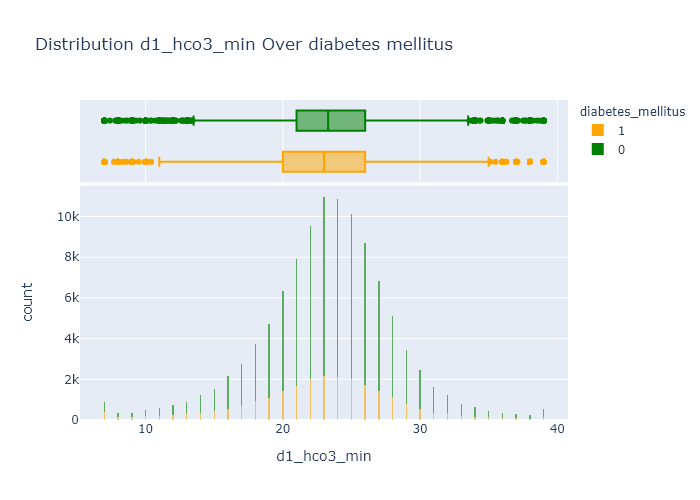 Distribution d1_hco3_min Over diabetes mellitus
diabetes_mellitus
1
0
10k
8k
6k
4k
2k
0
count
10
20
30
40
d1_hco3_min